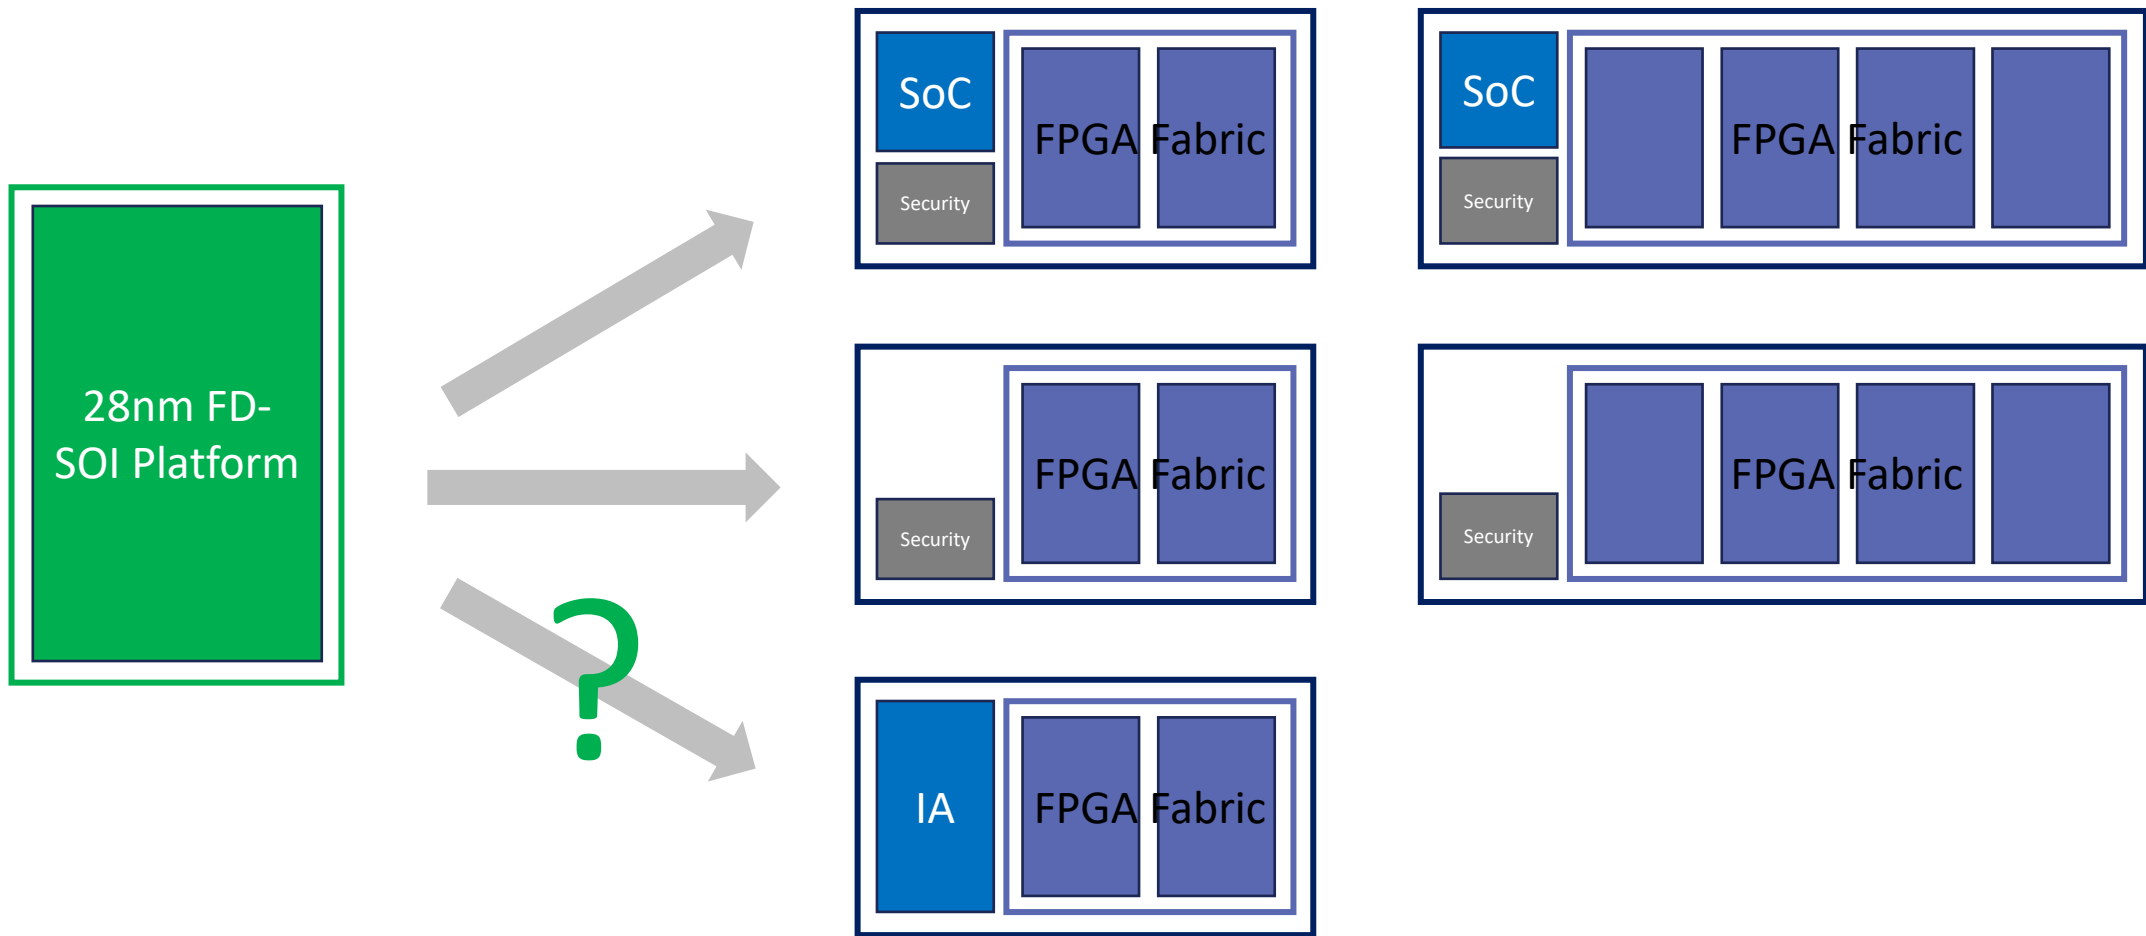 28nm FD-
SOI Platform
?
SoC
Security
FPGA Fabric
SoC
Security
FPGA Fabric
Security
FPGA Fabric
Security
FPGA Fabric
IA
FPGA Fabric